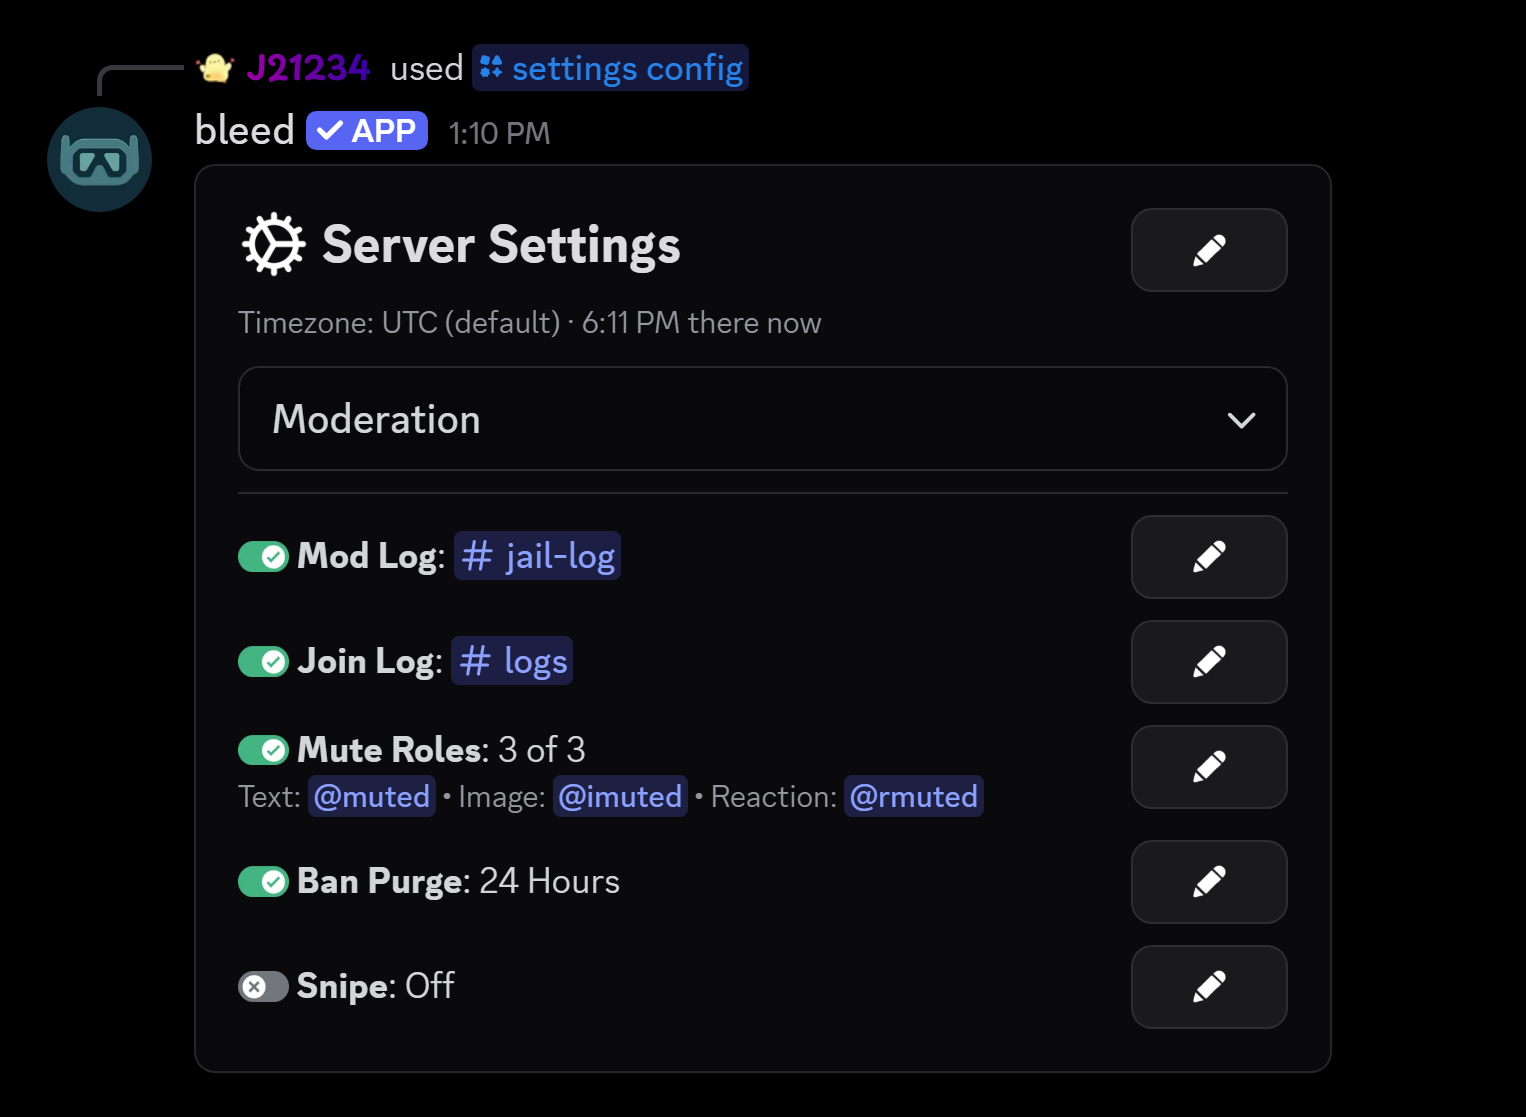 J21234 used settings config
bleed APP 1:10 PM
Server Settings
Timezone: UTC (default) · 6:11 PM there now
Moderation
Mod Log: # jail-log
Join Log: # logs
Mute Roles: 3 of 3
Text: @muted • Image: @imuted • Reaction: @rmuted
Ban Purge: 24 Hours
Snipe: Off